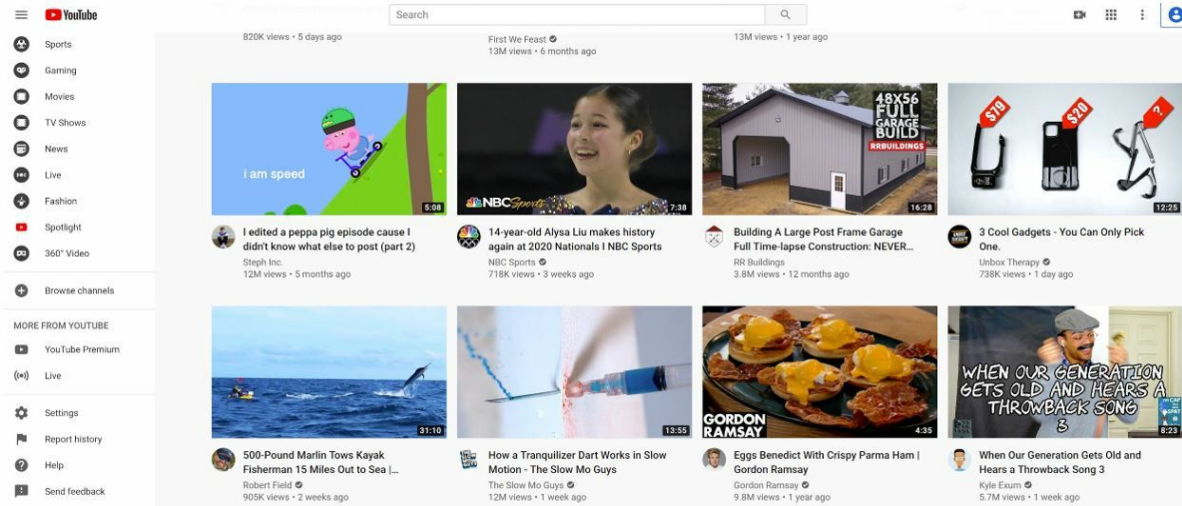 YouTube
Search
Sports
Gaming
Movies
TV Shows
News
Live
Fashion
Spotlight
360° Video
Browse channels
MORE FROM YOUTUBE
YouTube Premium
Live
Settings
Report history
Help
Send feedback
820K views • 5 days ago
First We Feast
13M views • 6 months ago
13M views • 1 year ago
i am speed
5:08
I edited a peppa pig episode cause I
didn't know what else to post (part 2)
Steph Inc.
12M views • 5 months ago
NBC Sports
7:38
14-year-old Alysa Liu makes history
again at 2020 Nationals I NBC Sports
NBC Sports
718K views • 3 weeks ago
48X56
FULL
GARAGE
BUILD
RRBUILDINGS
16:28
Building A Large Post Frame Garage
Full Time-lapse Construction: NEVER...
RR Buildings
3.8M views • 12 months ago
$79
$20
?
12:25
3 Cool Gadgets - You Can Only Pick
One.
Unbox Therapy
738K views • 1 day ago
31:10
500-Pound Marlin Tows Kayak
Fisherman 15 Miles Out to Sea |...
Robert Field
905K views • 2 weeks ago
13:55
How a Tranquilizer Dart Works in Slow
Motion - The Slow Mo Guys
The Slow Mo Guys
12M views • 1 week ago
GORDON
RAMSAY
4:35
Eggs Benedict With Crispy Parma Ham |
Gordon Ramsay
Gordon Ramsay
9.8M views • 1 year ago
WHEN OUR GENERATION
GETS OLD AND HEARS A
THROWBACK SONG
3
8:23
When Our Generation Gets Old and
Hears a Throwback Song 3
Kyle Exum
5.7M views • 1 week ago